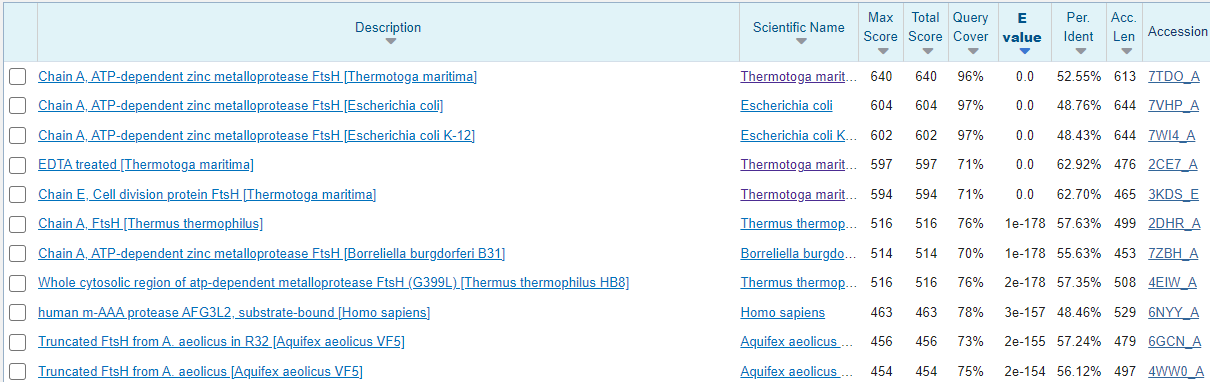 Description Scientific Name Max Score Total Score Query Cover E value Per. Ident Acc. Len Accession
Chain A, ATP-dependent zinc metalloprotease FtsH [Thermotoga maritima] Thermotoga marit... 640 640 96% 0.0 52.55% 613 7TDO_A
Chain A, ATP-dependent zinc metalloprotease FtsH [Escherichia coli] Escherichia coli 604 604 97% 0.0 48.76% 644 7VHP_A
Chain A, ATP-dependent zinc metalloprotease FtsH [Escherichia coli K-12] Escherichia coli K... 602 602 97% 0.0 48.43% 644 7WI4_A
EDTA treated [Thermotoga maritima] Thermotoga marit... 597 597 71% 0.0 62.92% 476 2CE7_A
Chain E, Cell division protein FtsH [Thermotoga maritima] Thermotoga marit... 594 594 71% 0.0 62.70% 465 3KDS_E
Chain A, FtsH [Thermus thermophilus] Thermus thermop... 516 516 76% 1e-178 57.63% 499 2DHR_A
Chain A, ATP-dependent zinc metalloprotease FtsH [Borreliella burgdorferi B31] Borreliella burgdo... 514 514 70% 1e-178 55.63% 453 7ZBH_A
Whole cytosolic region of atp-dependent metalloprotease FtsH (G399L) [Thermus thermophilus HB8] Thermus thermop... 516 516 76% 2e-178 57.35% 508 4EIW_A
human m-AAA protease AFG3L2, substrate-bound [Homo sapiens] Homo sapiens 463 463 78% 3e-157 48.46% 529 6NYY_A
Truncated FtsH from A. aeolicus in R32 [Aquifex aeolicus VF5] Aquifex aeolicus ... 456 456 73% 2e-155 57.24% 479 6GCN_A
Truncated FtsH from A. aeolicus [Aquifex aeolicus VF5] Aquifex aeolicus ... 454 454 75% 2e-154 56.12% 497 4WW0_A